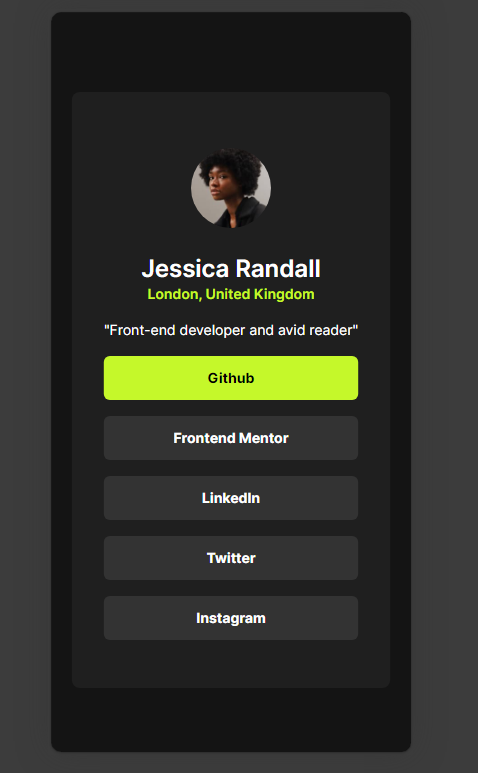 Jessica Randall
London, United Kingdom
"Front-end developer and avid reader"
Github
Frontend Mentor
LinkedIn
Twitter
Instagram